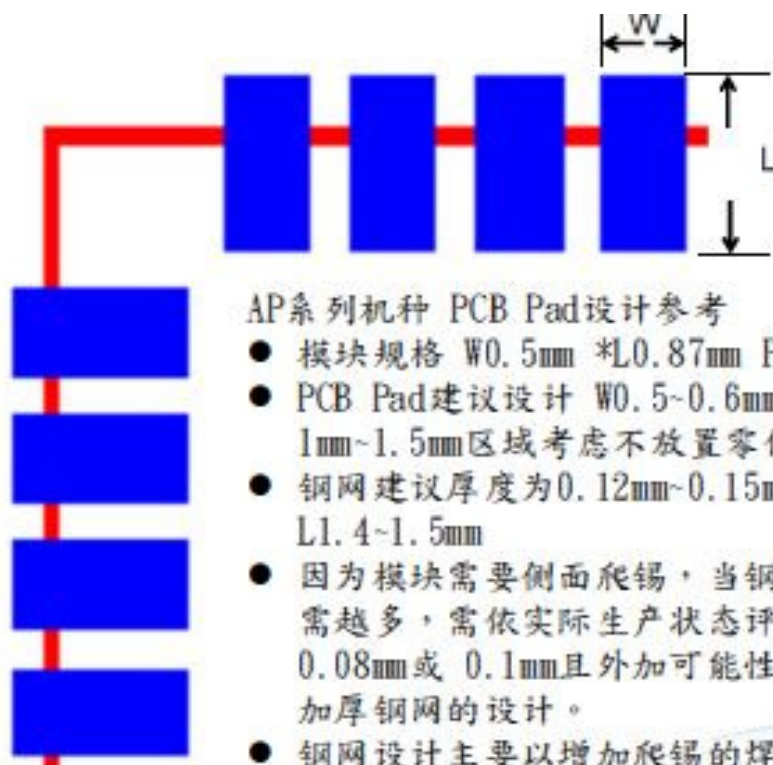 W
L
AP系列机种 PCB Pad设计参考
● 模块规格 W0.5mm *L0.87mm
● PCB Pad建议设计 W0.5~0.6mm
1mm~1.5mm区域考虑不放置零
● 钢网建议厚度为0.12mm~0.15m
L1.4~1.5mm
● 因为模块需要侧面爬锡，当钢
需越多，需依实际生产状态评
0.08mm或 0.1mm且外加可能性
加厚钢网的设计。
● 钢网设计主要以增加爬锡的焊